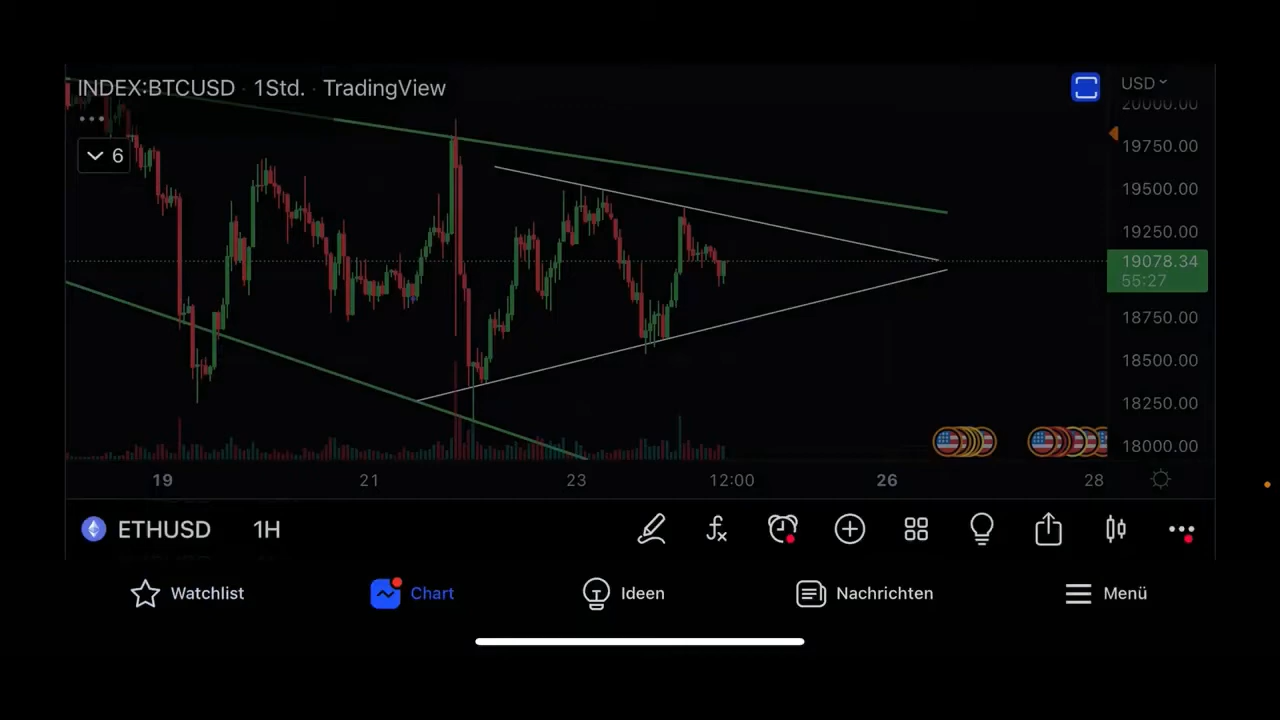 INDEX:BTCUSD · 1Std. · TradingView
USD
6
20000.00
19750.00
19500.00
19250.00
19078.34
55:27
18750.00
18500.00
18250.00
18000.00
19 21 23 12:00 26 28
ETHUSD 1H
Watchlist Chart Ideen Nachrichten Menü